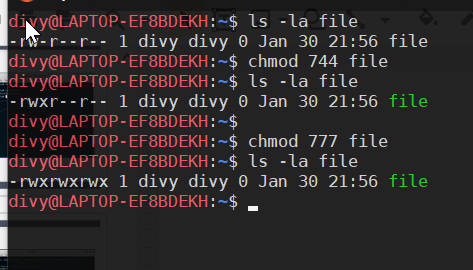 divy@LAPTOP-EF8BDEKH:~$ ls -la file
-rw-r--r-- 1 divy divy 0 Jan 30 21:56 file
divy@LAPTOP-EF8BDEKH:~$ chmod 744 file
divy@LAPTOP-EF8BDEKH:~$ ls -la file
-rwxr--r-- 1 divy divy 0 Jan 30 21:56 file
divy@LAPTOP-EF8BDEKH:~$
divy@LAPTOP-EF8BDEKH:~$ chmod 777 file
divy@LAPTOP-EF8BDEKH:~$ ls -la file
-rwxrwxrwx 1 divy divy 0 Jan 30 21:56 file
divy@LAPTOP-EF8BDEKH:~$